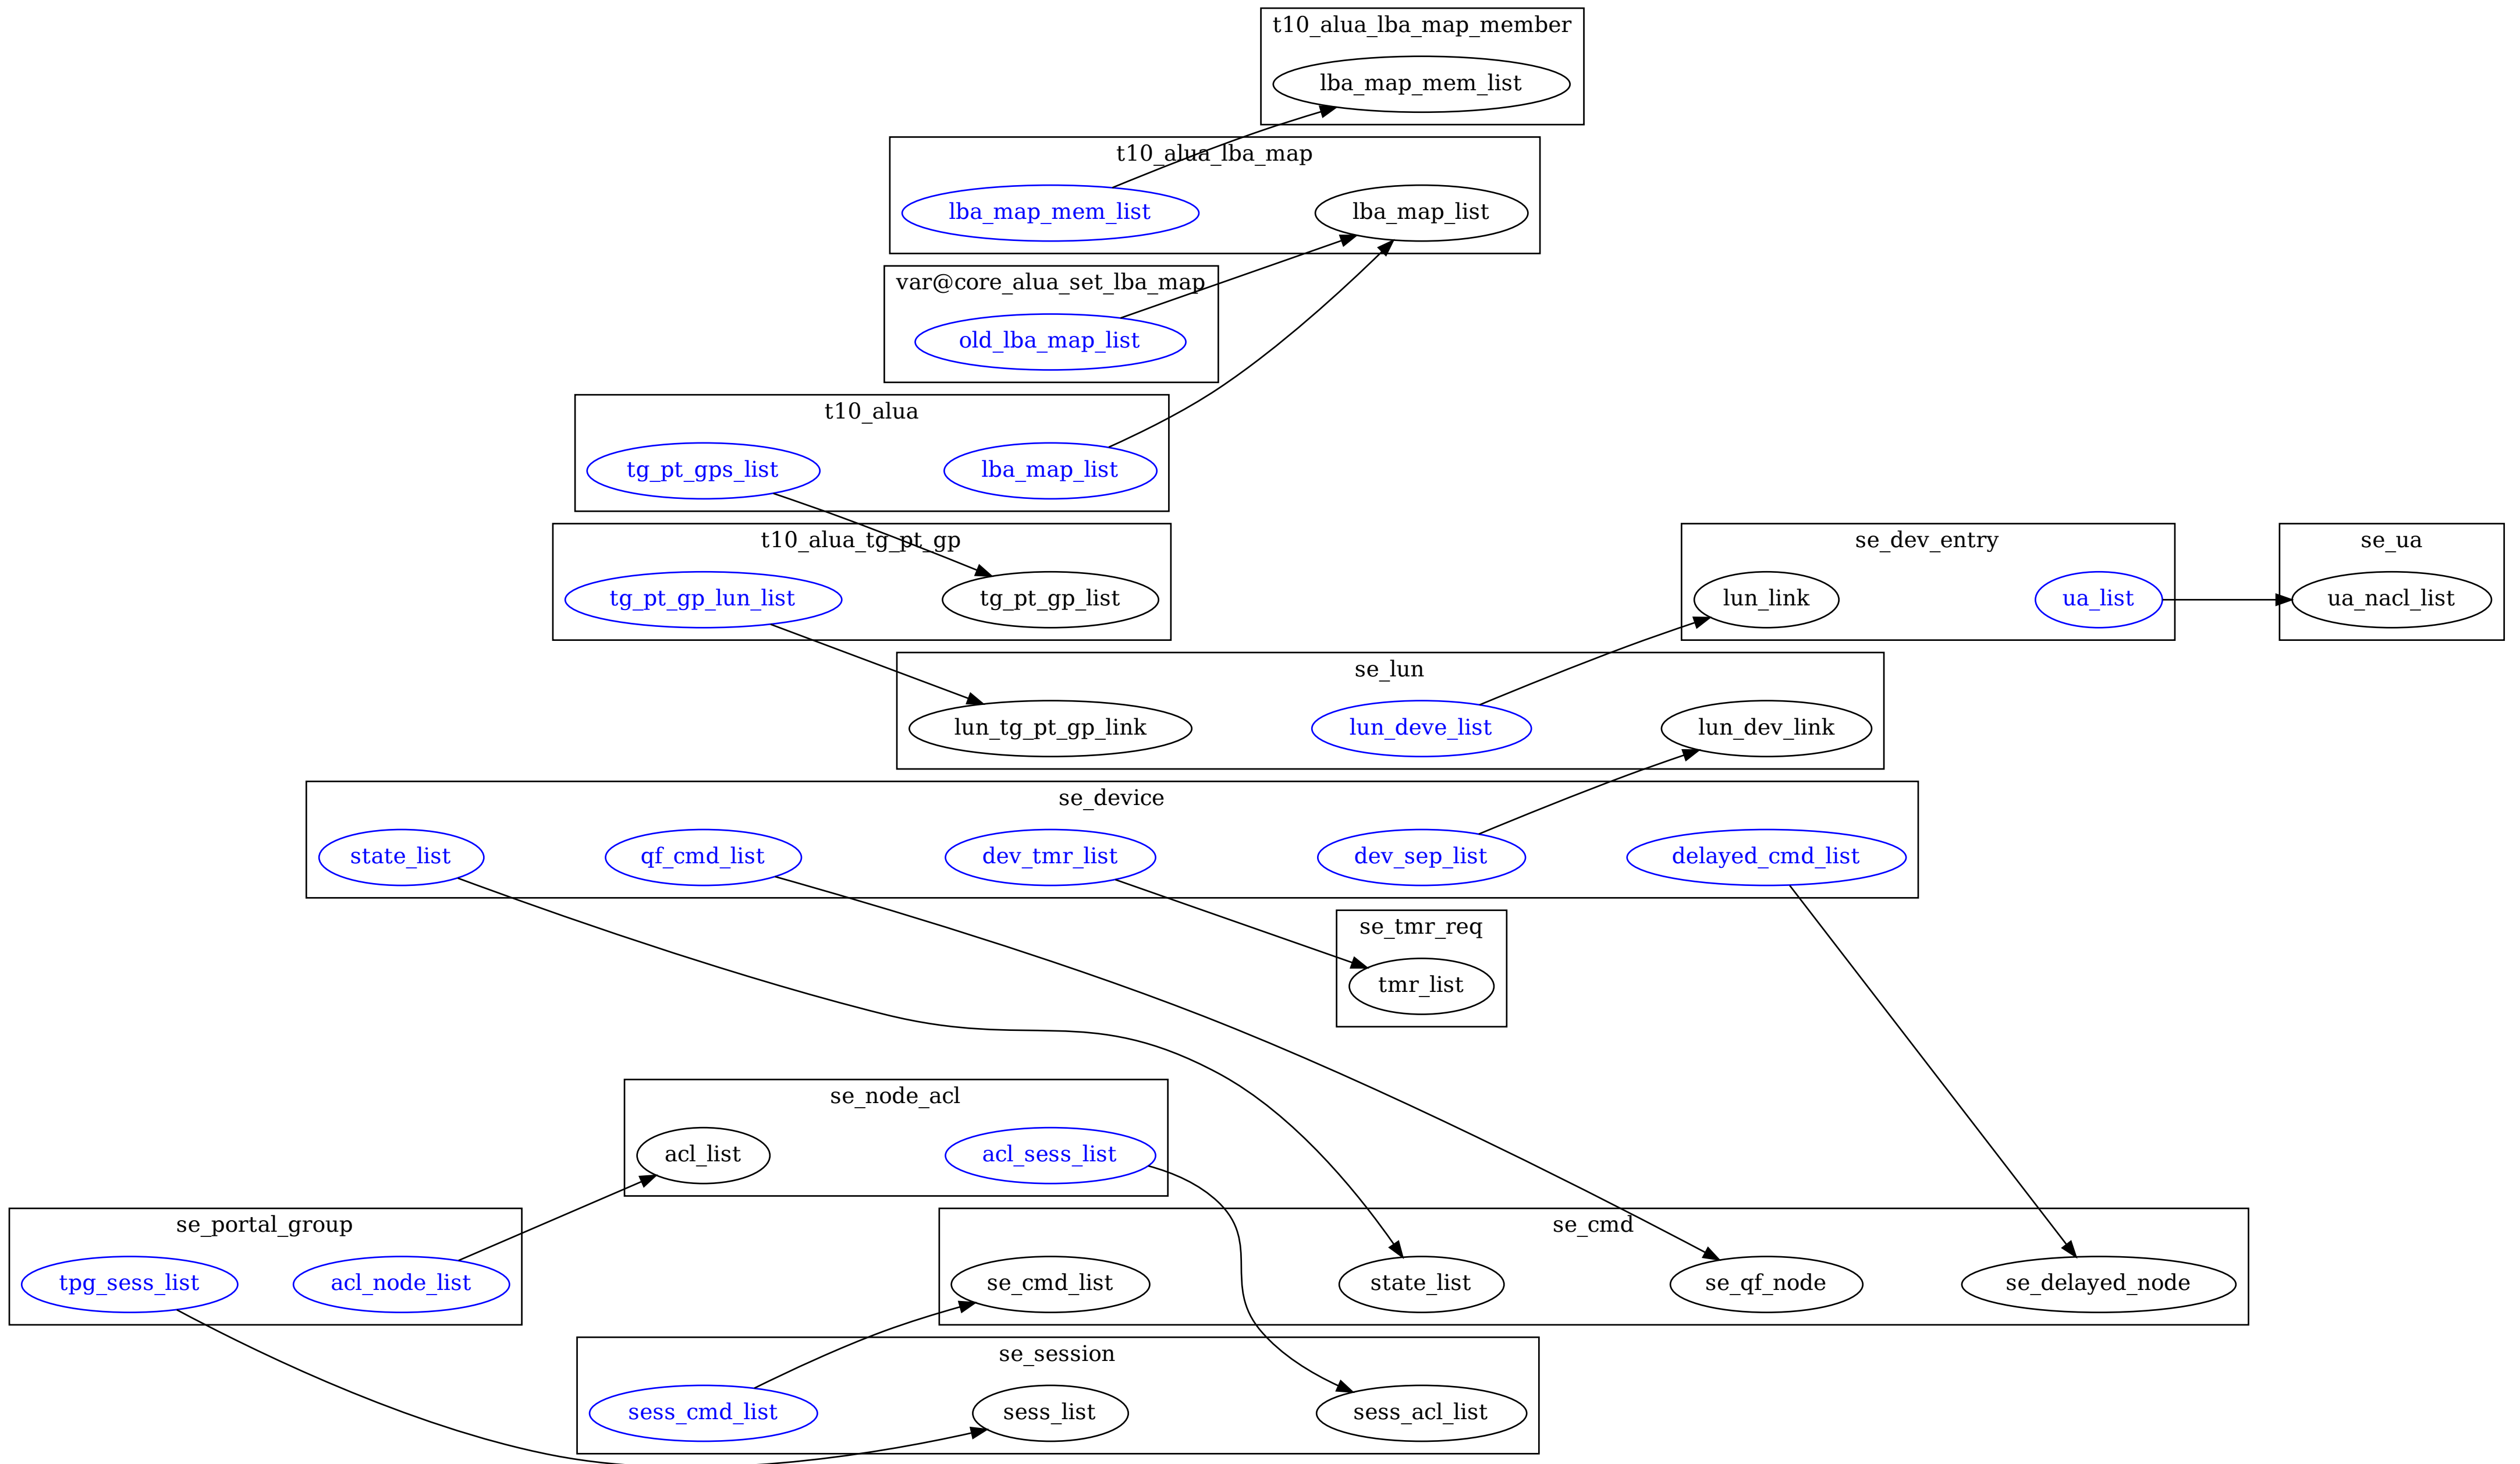 t10_alua_lba_map_member
lba_map_mem_list
t10_alua_lba_map
lba_map_mem_list
lba_map_list
var@core_alua_set_lba_map
old_lba_map_list
t10_alua
tg_pt_gps_list
lba_map_list
t10_alua_tg_pt_gp
tg_pt_gp_lun_list
tg_pt_gp_list
se_dev_entry
lun_link
ua_list
se_ua
ua_nacl_list
se_lun
lun_tg_pt_gp_link
lun_deve_list
lun_dev_link
se_device
state_list
qf_cmd_list
dev_tmr_list
dev_sep_list
delayed_cmd_list
se_tmr_req
tmr_list
se_node_acl
acl_list
acl_sess_list
se_portal_group
tpg_sess_list
acl_node_list
se_cmd
se_cmd_list
state_list
se_qf_node
se_delayed_node
se_session
sess_cmd_list
sess_list
sess_acl_list